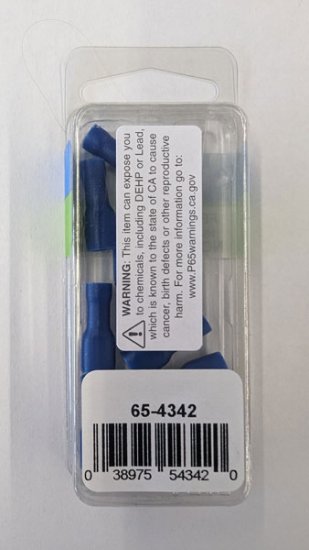 WARNING: This item can expose you
to chemicals, including DEHP or Lead,
which is known to the state of CA to cause
cancer, birth defects or other reproductive
harm. For more information go to:
www.P65warnings.ca.gov
65-4342
0 38975 54342 0